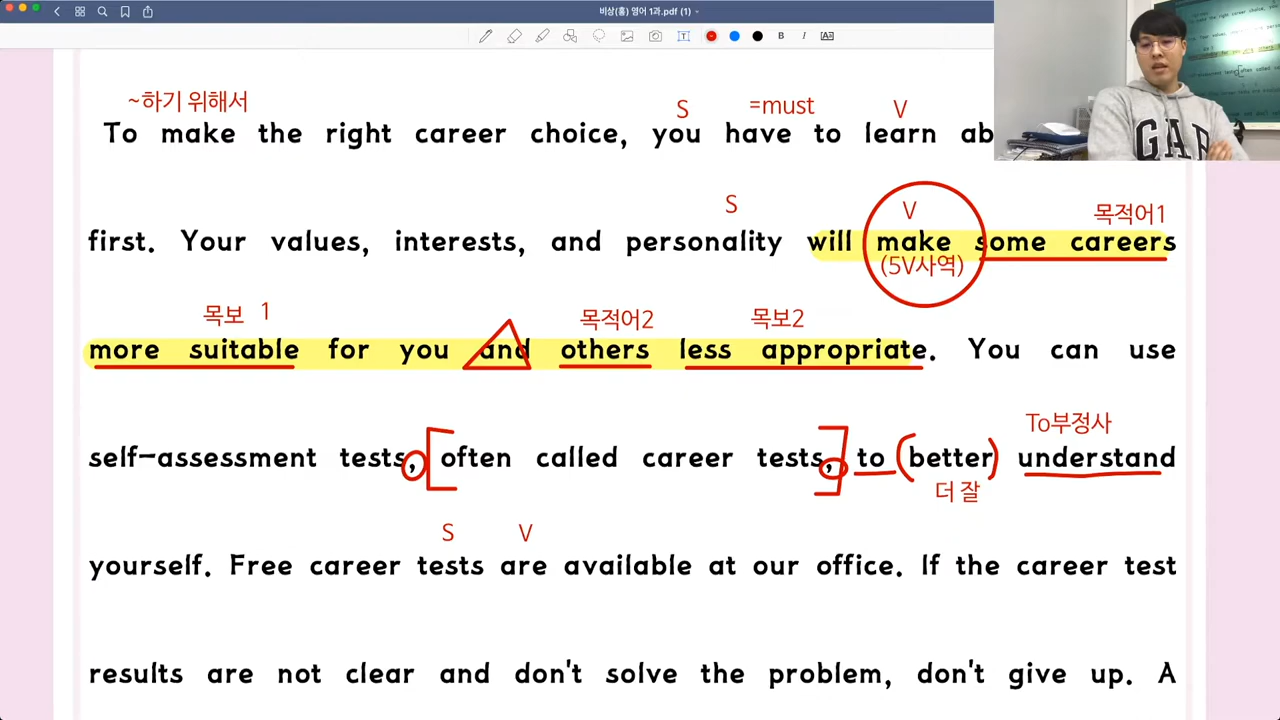 비상(홍) 영어 1과.pdf (1)
~하기 위해서 S =must V
To make the right career choice, you have to learn ab
S V 목적어1
first. Your values, interests, and personality will make some careers
(5V사역)
목보 1 목적어2 목보2
more suitable for you and others less appropriate. You can use
To부정사
self-assessment tests, [often called career tests,] to (better) understand
더 잘
S V
yourself. Free career tests are available at our office. If the career test
results are not clear and don't solve the problem, don't give up. A
GAP